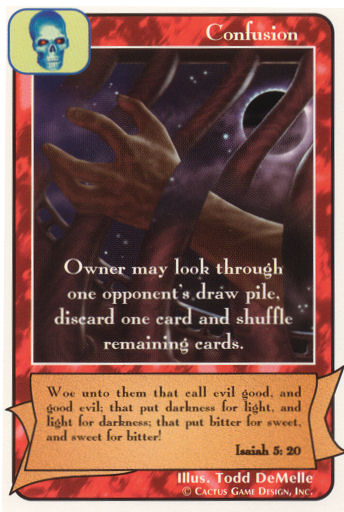 Confusion
Owner may look through
one opponent's draw pile,
discard one card and shuffle
remaining cards.
Woe unto them that call evil good, and
good evil; that put darkness for light, and
light for darkness; that put bitter for sweet,
and sweet for bitter!
Isaiah 5: 20
Illus. Todd DeMelle
© Cactus Game Design, Inc.